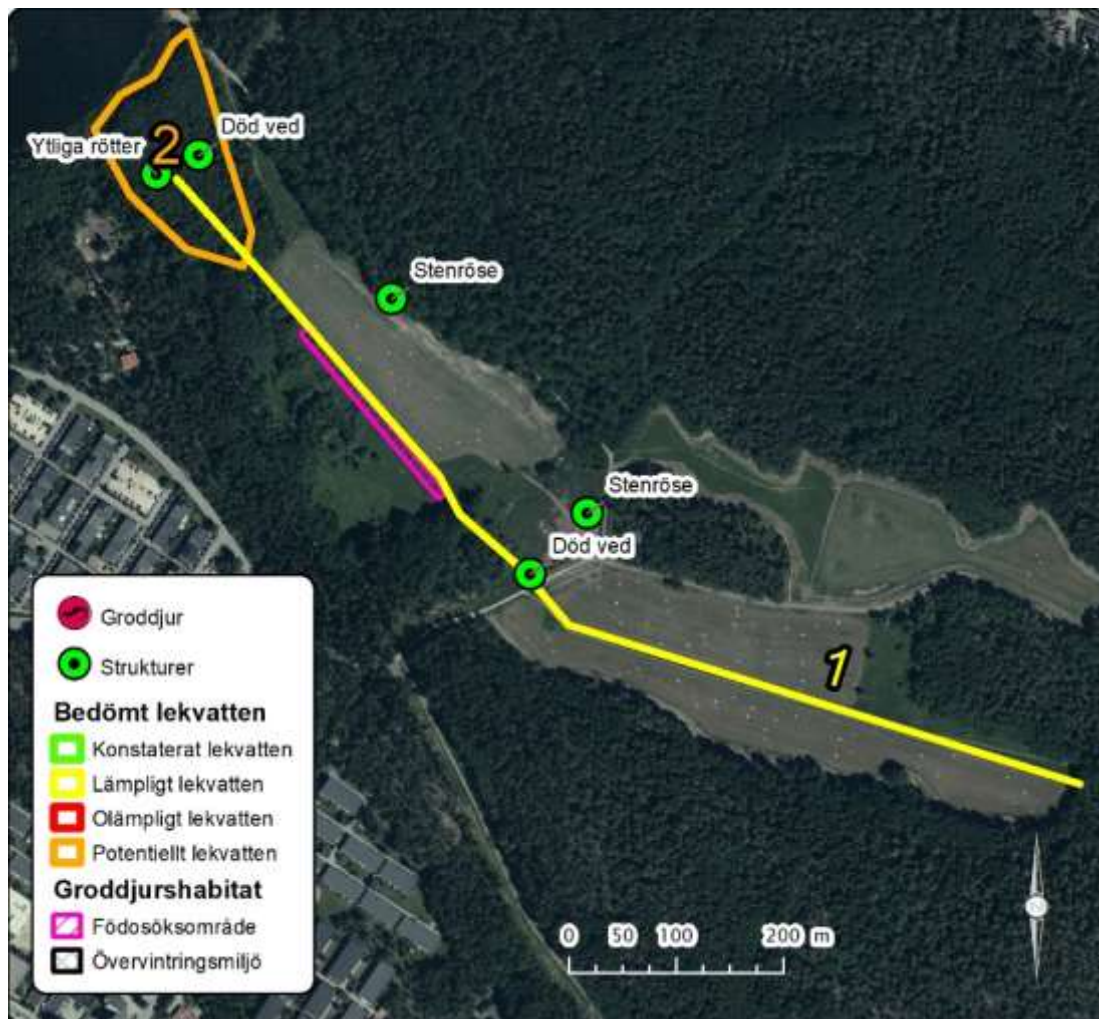 Död ved
Ytliga rötter
2
Stenröse
Stenröse
Död ved
1
Groddjur
Strukturer
Bedömt lekvatten
Konstaterat lekvatten
Lämpligt lekvatten
Olämpligt lekvatten
Potentiellt lekvatten
Groddjurshabitat
Födosöksområde
Övervintringsmiljö
0 50 100 200 m